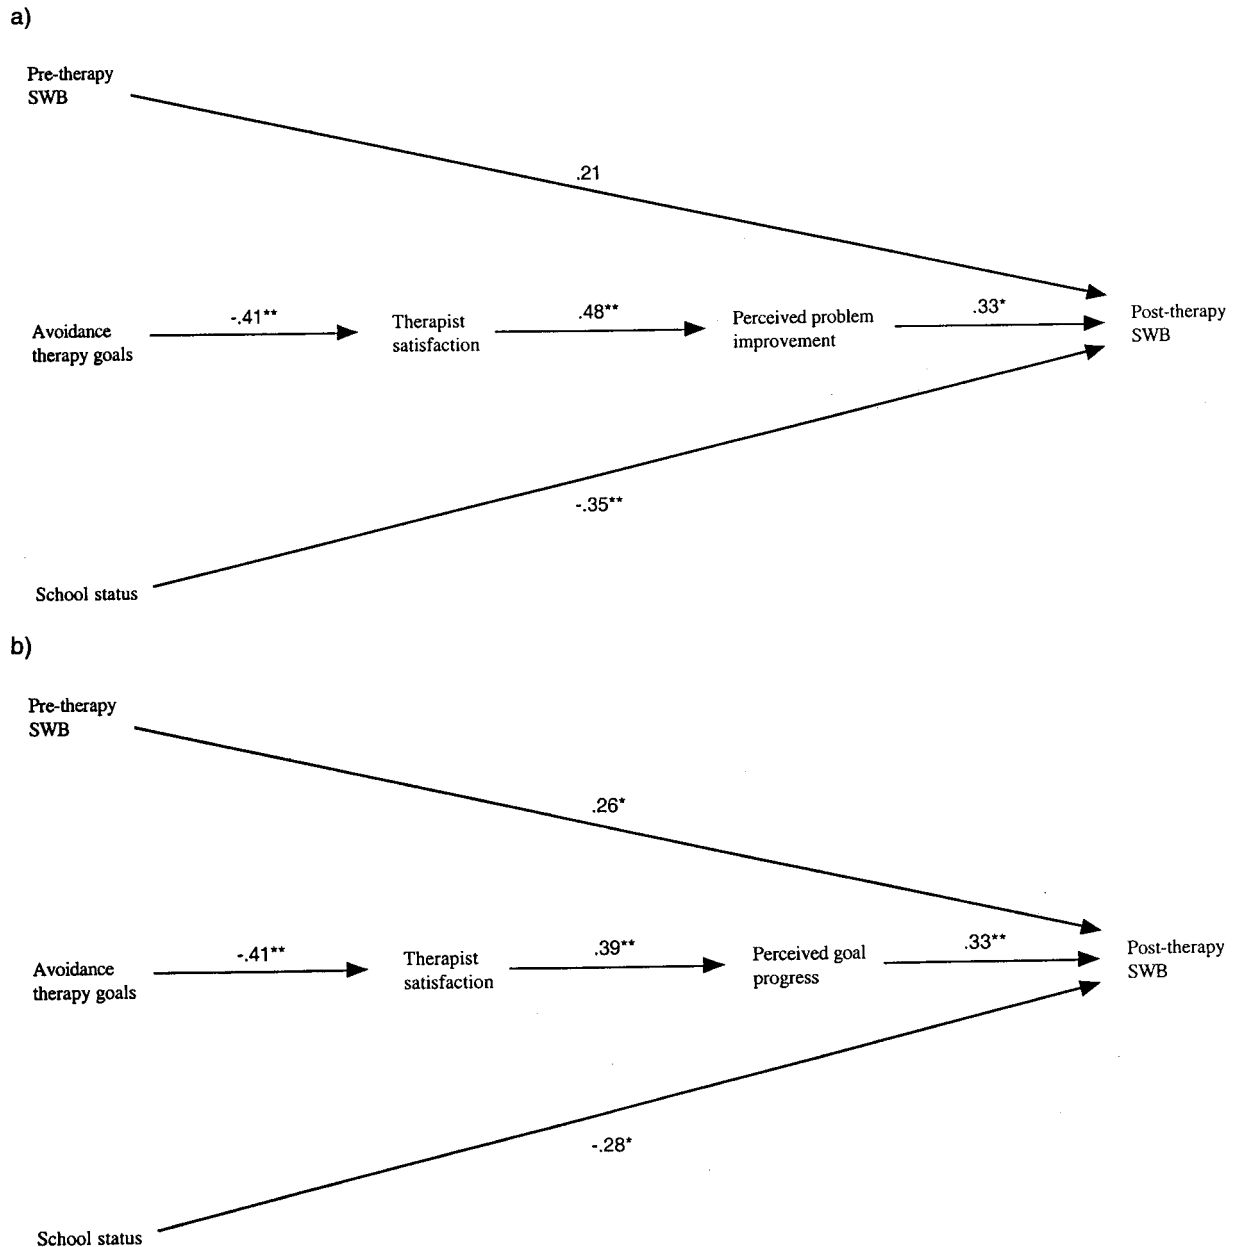 a)
Pre-therapy
SWB
.21
Avoidance
therapy goals
-.41**
Therapist
satisfaction
.48**
Perceived problem
improvement
.33*
Post-therapy
SWB
-.35**
School status
b)
Pre-therapy
SWB
.26*
Avoidance
therapy goals
-.41**
Therapist
satisfaction
.39**
Perceived goal
progress
.33**
Post-therapy
SWB
-.28*
School status